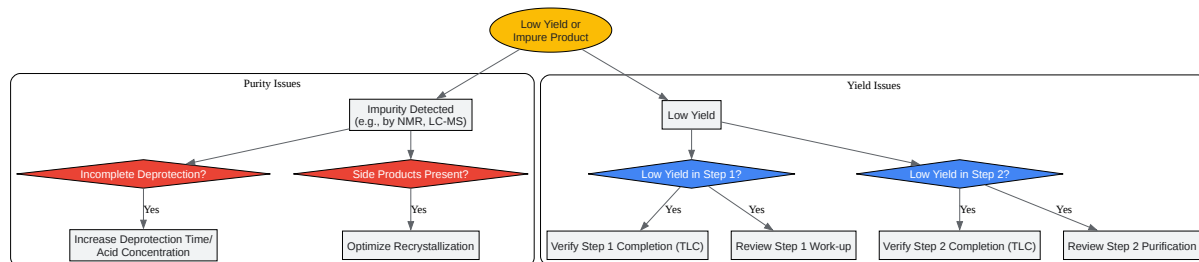 Low Yield or
Impure Product
Purity Issues
Yield Issues
Impurity Detected
(e.g., by NMR, LC-MS)
Low Yield
Incomplete Deprotection?
Side Products Present?
Low Yield in Step 1?
Low Yield in Step 2?
Yes
Yes
Yes
Yes
Yes
Yes
Increase Deprotection Time/
Acid Concentration
Optimize Recrystallization
Verify Step 1 Completion (TLC)
Review Step 1 Work-up
Verify Step 2 Completion (TLC)
Review Step 2 Purification